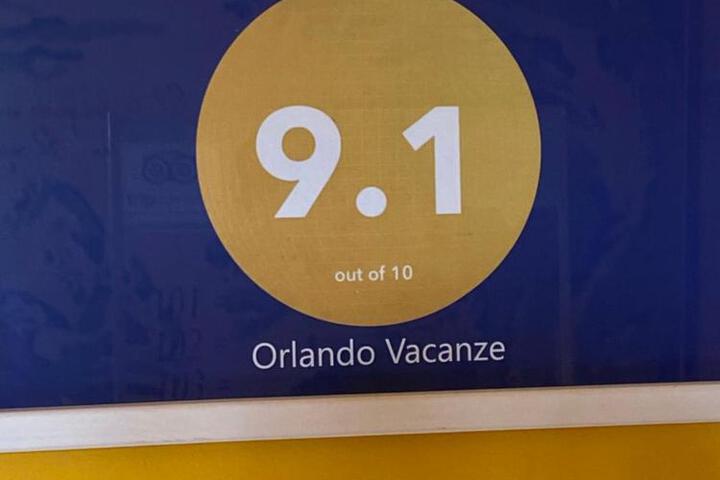 9.1
out of 10
Orlando Vacanze